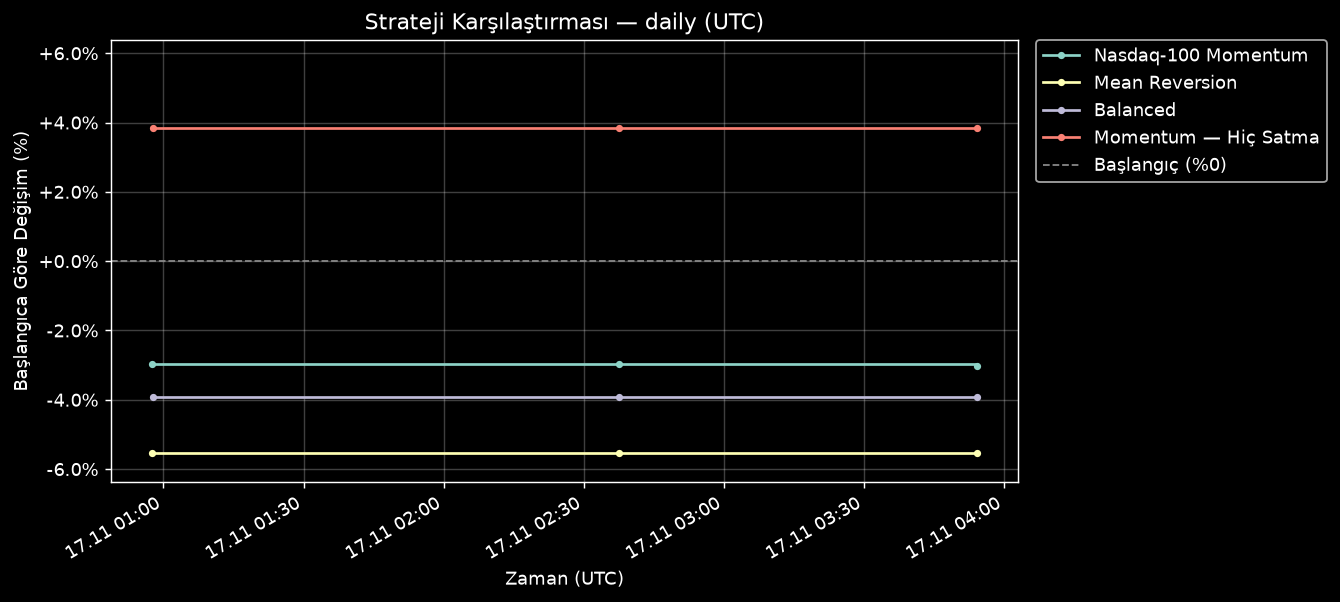 Strateji Karşılaştırması — daily (UTC)
Başlangıca Göre Değişim (%)
+6.0%
+4.0%
+2.0%
+0.0%
-2.0%
-4.0%
-6.0%
17.11 01:00
17.11 01:30
17.11 02:00
17.11 02:30
17.11 03:00
17.11 03:30
17.11 04:00
Zaman (UTC)
Nasdaq-100 Momentum
Mean Reversion
Balanced
Momentum — Hiç Satma
Başlangıç (%0)